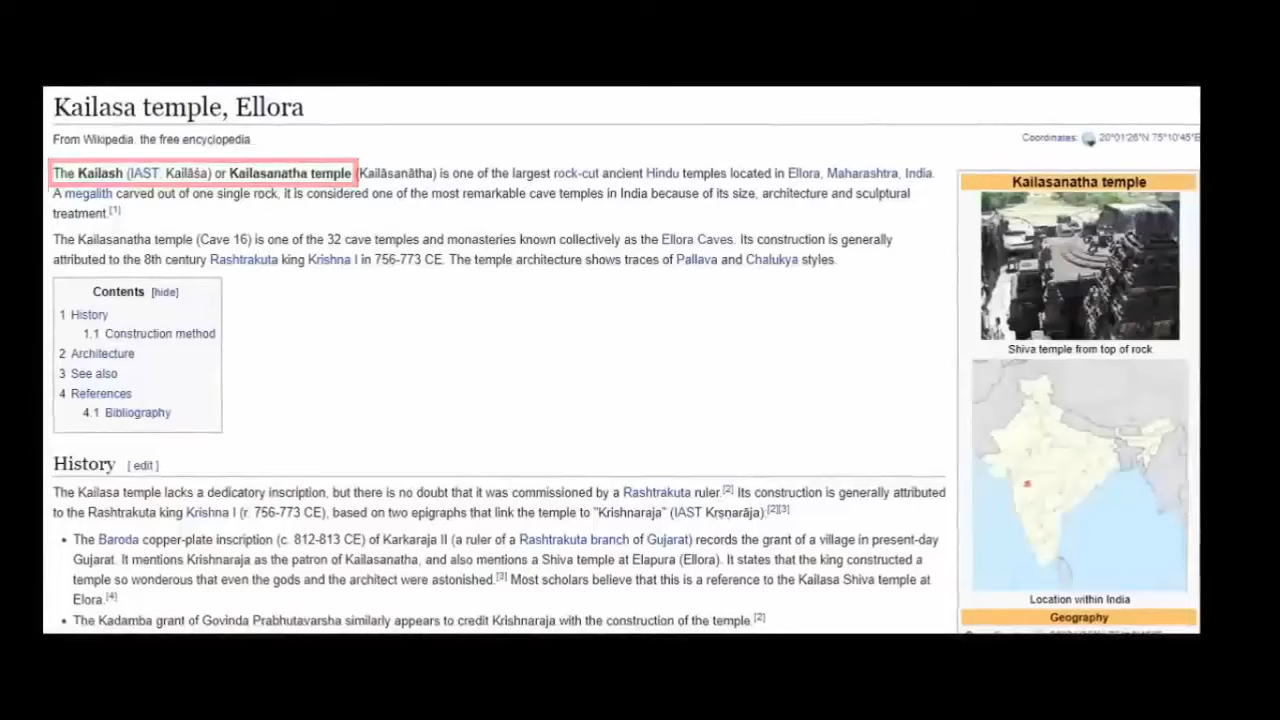 Kailasa temple, Ellora
From Wikipedia, the free encyclopedia
Coordinates: 20°01'26"N 75°10'45"E
The Kailash (IAST: Kailāśa) or Kailasanatha temple (Kailāsanātha) is one of the largest rock-cut ancient Hindu temples located in Ellora, Maharashtra, India.
A megalith carved out of one single rock, it is considered one of the most remarkable cave temples in India because of its size, architecture and sculptural
treatment.[1]
The Kailasanatha temple (Cave 16) is one of the 32 cave temples and monasteries known collectively as the Ellora Caves. Its construction is generally
attributed to the 8th century Rashtrakuta king Krishna I in 756-773 CE. The temple architecture shows traces of Pallava and Chalukya styles.
Contents [hide]
1 History
1.1 Construction method
2 Architecture
3 See also
4 References
4.1 Bibliography
History [ edit ]
The Kailasa temple lacks a dedicatory inscription, but there is no doubt that it was commissioned by a Rashtrakuta ruler.[2] Its construction is generally attributed
to the Rashtrakuta king Krishna I (r. 756-773 CE), based on two epigraphs that link the temple to "Krishnaraja" (IAST Kṛṣṇarāja):[2][3]
• The Baroda copper-plate inscription (c. 812-813 CE) of Karkaraja II (a ruler of a Rashtrakuta branch of Gujarat) records the grant of a village in present-day
Gujarat. It mentions Krishnaraja as the patron of Kailasanatha, and also mentions a Shiva temple at Elapura (Ellora). It states that the king constructed a
temple so wonderous that even the gods and the architect were astonished.[3] Most scholars believe that this is a reference to the Kailasa Shiva temple at
Elora.[4]
• The Kadamba grant of Govinda Prabhutavarsha similarly appears to credit Krishnaraja with the construction of the temple.[2]
Kailasanatha temple
Shiva temple from top of rock
Location within India
Geography